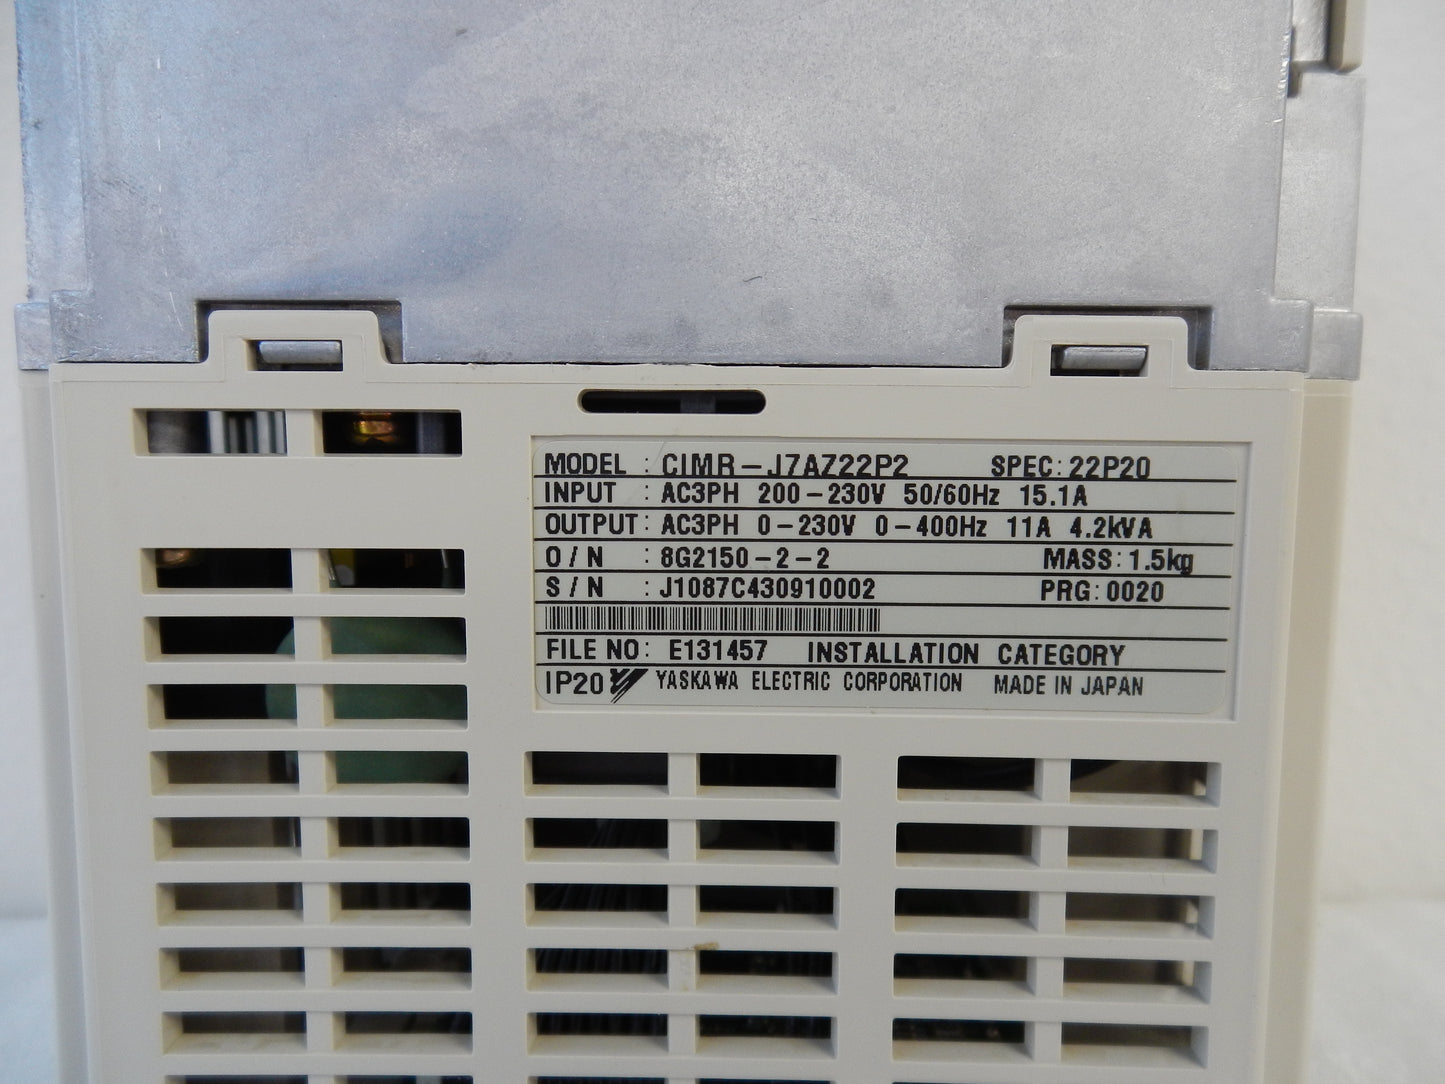 MODEL : CIMR-J7AZ22P2 SPEC: 22P20
INPUT : AC3PH 200-230V 50/60Hz 15.1A
OUTPUT: AC3PH 0-230V 0-400Hz 11A 4.2kVA
O/N : 8G2150-2-2 MASS: 1.5kg
S/N : J1087C430910002 PRG: 0020
FILE NO: E131457 INSTALLATION CATEGORY
IP20 YASKAWA ELECTRIC CORPORATION MADE IN JAPAN